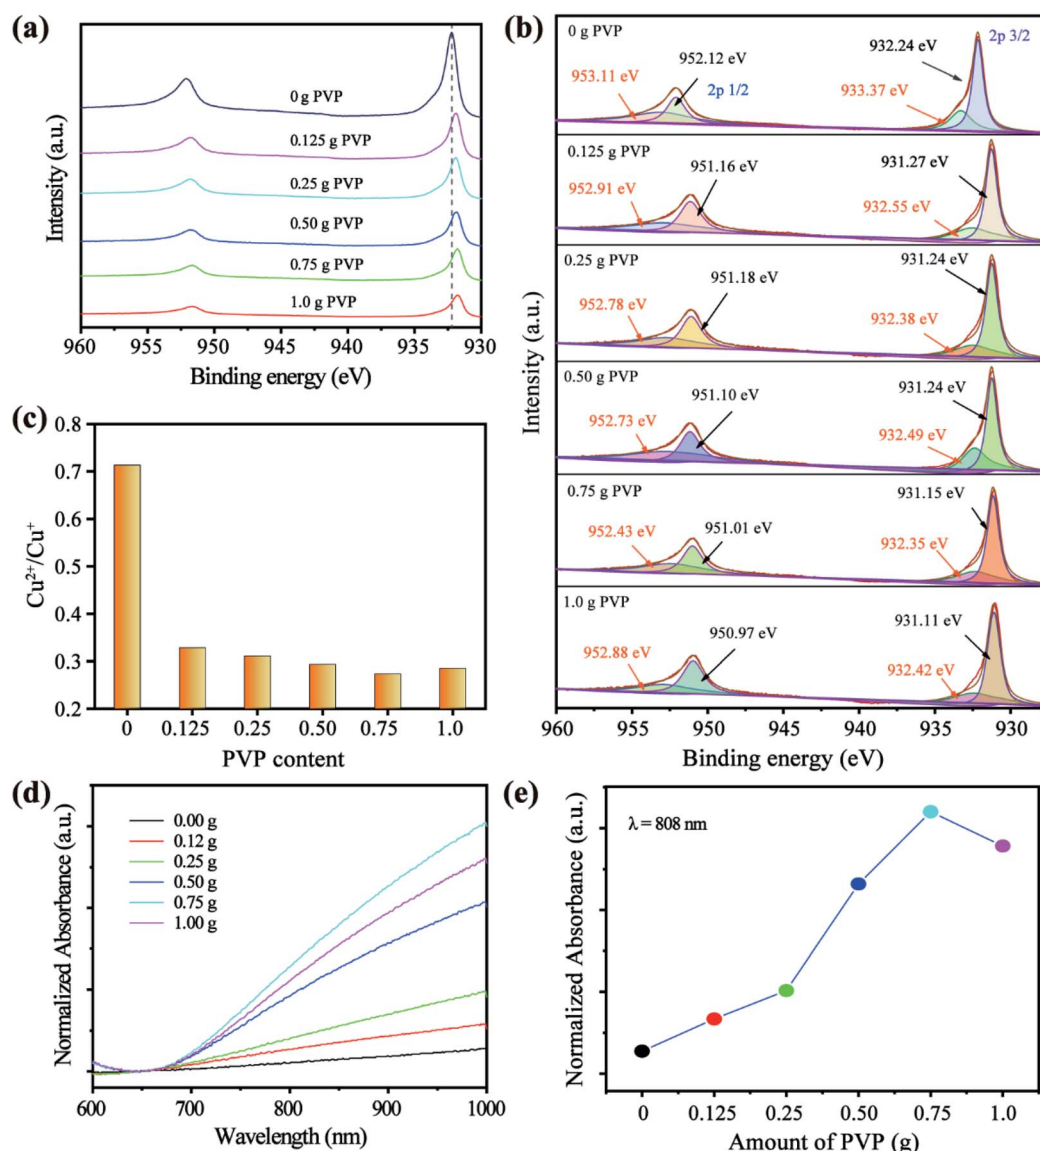 (a)
0 g PVP
0.125 g PVP
0.25 g PVP
0.50 g PVP
0.75 g PVP
1.0 g PVP
Intensity (a.u.)
960 955 950 945 940 935 930
Binding energy (eV)
(b)
0 g PVP
2p 3/2
952.12 eV
932.24 eV
953.11 eV
2p 1/2
933.37 eV
0.125 g PVP
951.16 eV
931.27 eV
952.91 eV
932.55 eV
0.25 g PVP
931.24 eV
951.18 eV
952.78 eV
932.38 eV
0.50 g PVP
951.10 eV
931.24 eV
952.73 eV
932.49 eV
0.75 g PVP
931.15 eV
952.43 eV
951.01 eV
932.35 eV
1.0 g PVP
950.97 eV
931.11 eV
952.88 eV
932.42 eV
Intensity (a.u.)
960 955 950 945 940 935 930
Binding energy (eV)
(c)
0.8
0.7
0.6
0.5
0.4
0.3
0.2
Cu²⁺/Cu⁺
0 0.125 0.25 0.50 0.75 1.0
PVP content
(d)
0.00 g
0.12 g
0.25 g
0.50 g
0.75 g
1.00 g
Normalized Absorbance (a.u.)
600 700 800 900 1000
Wavelength (nm)
(e)
λ = 808 nm
Normalized Absorbance (a.u.)
0 0.125 0.25 0.50 0.75 1.0
Amount of PVP (g)